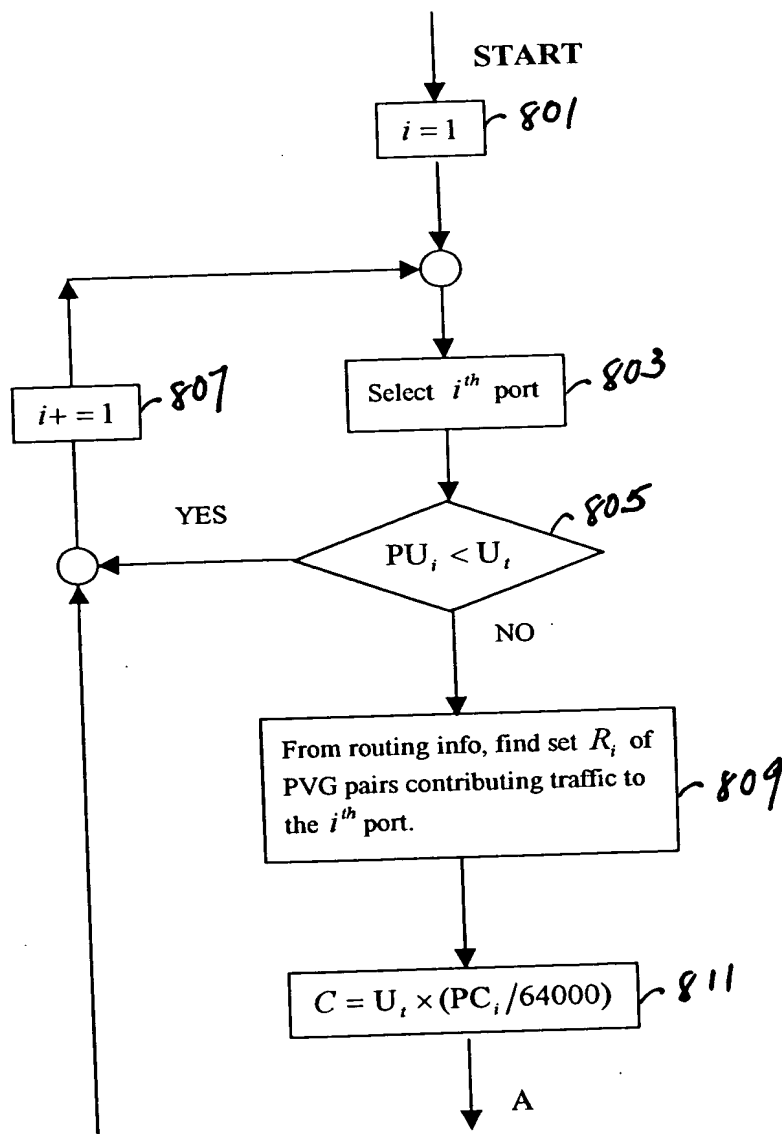 START
i = 1
801
Select i^th port
803
i+ = 1
807
YES
805
PU_i < U_t
NO
From routing info, find set R_i of
PVG pairs contributing traffic to
the i^th port.
809
C = U_t × (PC_i/64000)
811
A